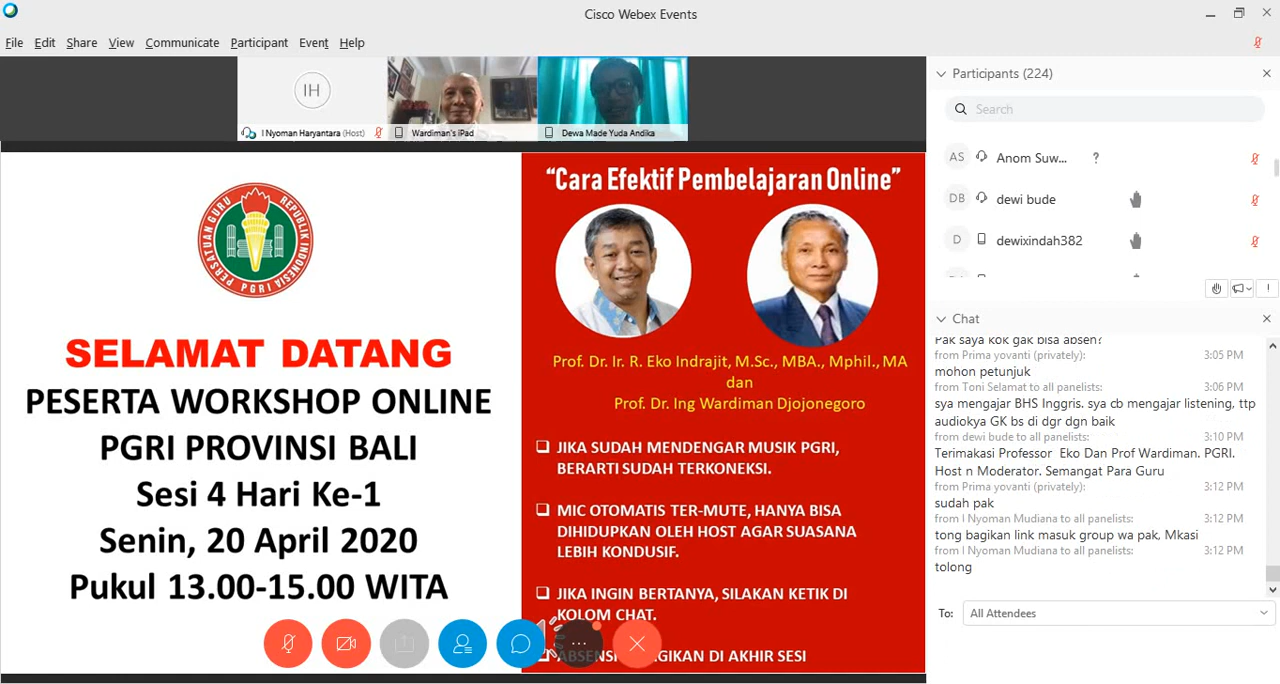 Cisco Webex Events
File Edit Share View Communicate Participant Event Help
IH
I Nyoman Haryantara (Host)
Wardiman's iPad
Dewa Made Yuda Andika
PERSATUAN GURU REPUBLIK INDONESIA
PGRI
SELAMAT DATANG
PESERTA WORKSHOP ONLINE
PGRI PROVINSI BALI
Sesi 4 Hari Ke-1
Senin, 20 April 2020
Pukul 13.00-15.00 WITA
“Cara Efektif Pembelajaran Online”
Prof. Dr. Ir. R. Eko Indrajit, M.Sc., MBA., Mphil., MA
dan
Prof. Dr. Ing Wardiman Djojonegoro
JIKA SUDAH MENDENGAR MUSIK PGRI,
BERARTI SUDAH TERKONEKSI.
MIC OTOMATIS TER-MUTE, HANYA BISA
DIHIDUPKAN OLEH HOST AGAR SUASANA
LEBIH KONDUSIF.
JIKA INGIN BERTANYA, SILAKAN KETIK DI
KOLOM CHAT.
DI AKHIR SESI
Participants (224)
Search
AS Anom Suw... ?
DB dewi bude
D dewixindah382
Chat
Pak saya kok gak bisa absen?
from Prima yovanti (privately): 3:05 PM
mohon petunjuk
from Toni Selamat to all panelists: 3:06 PM
sya mengajar BHS Inggris. sya cb mengajar listening, ttp
audiokya GK bs di dgr dgn baik
from dewi bude to all panelists: 3:10 PM
Terimakasi Professor Eko Dan Prof Wardiman. PGRI.
Host n Moderator. Semangat Para Guru
from Prima yovanti (privately): 3:12 PM
sudah pak
from I Nyoman Mudiana to all panelists: 3:12 PM
tong bagikan link masuk group wa pak, Mkasi
from I Nyoman Mudiana to all panelists: 3:12 PM
tolong
To: All Attendees